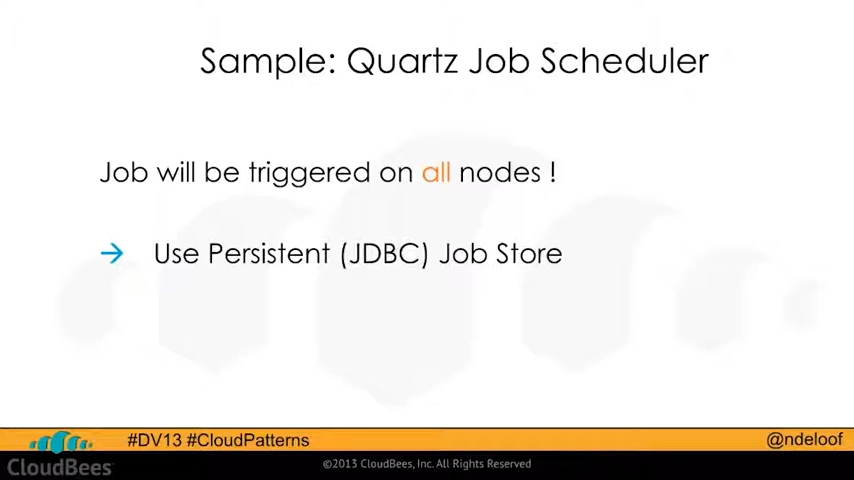 Sample: Quartz Job Scheduler
Job will be triggered on all nodes !
→ Use Persistent (JDBC) Job Store
#DV13 #CloudPatterns
@ndeloof
CloudBees
©2013 CloudBees, Inc. All Rights Reserved